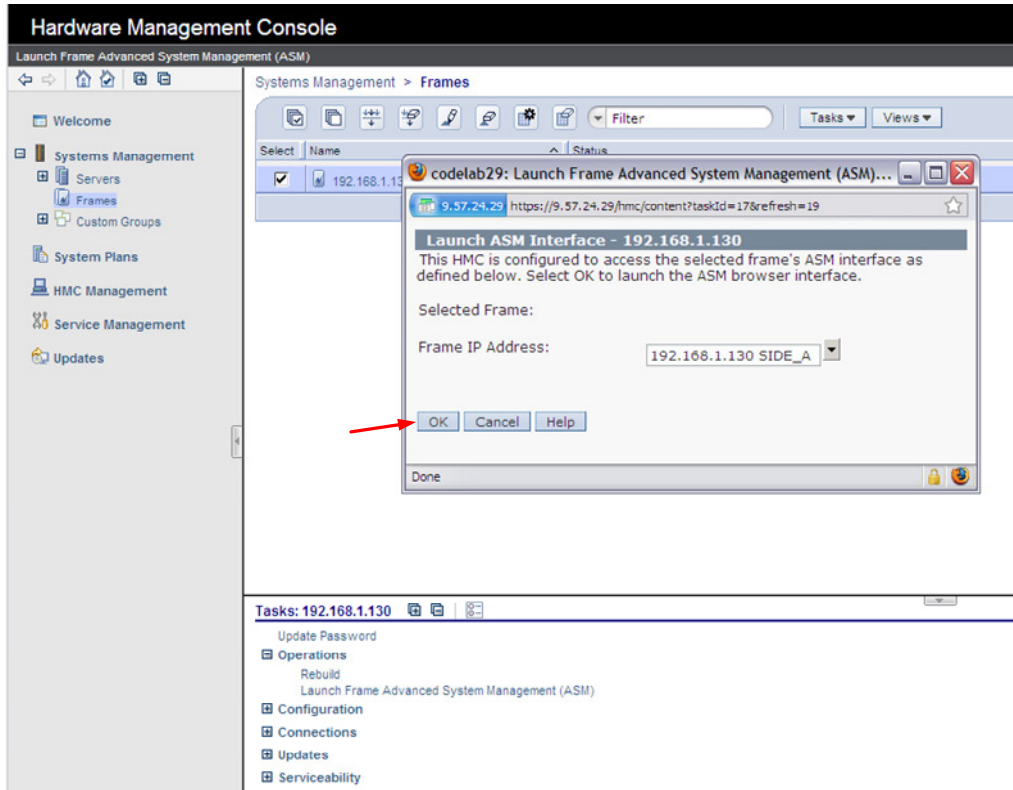 Hardware Management Console
Launch Frame Advanced System Management (ASM)
Systems Management > Frames
Welcome
Systems Management
Servers
Frames
Custom Groups
System Plans
HMC Management
Service Management
Updates
Filter
Tasks
Views
Select Name Status
192.168.1.13
codelab29: Launch Frame Advanced System Management (ASM)...
9.57.24.29 https://9.57.24.29/hmc/content?taskId=17&refresh=19
Launch ASM Interface - 192.168.1.130
This HMC is configured to access the selected frame's ASM interface as
defined below. Select OK to launch the ASM browser interface.
Selected Frame:
Frame IP Address: 192.168.1.130 SIDE_A
OK Cancel Help
Done
Tasks: 192.168.1.130
Update Password
Operations
Rebuild
Launch Frame Advanced System Management (ASM)
Configuration
Connections
Updates
Serviceability